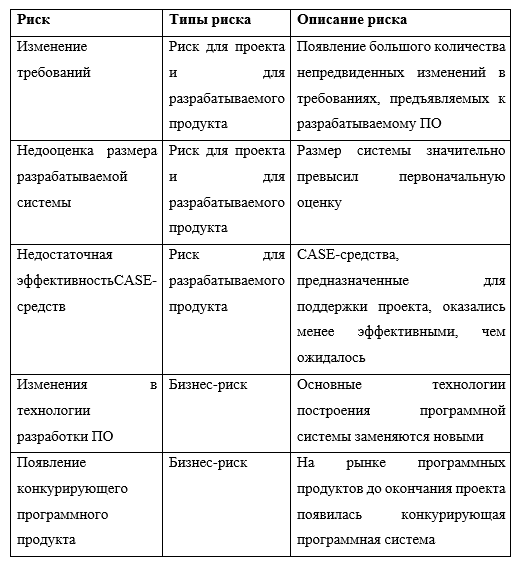 Риск
Типы риска
Описание риска
Изменение
требований
Риск для проекта
и для
разрабатываемого
продукта
Появление большого количества
непредвиденных изменений в
требованиях, предъявляемых к
разрабатываемому ПО
Недооценка размера
разрабатываемой
системы
Риск для проекта
и для
разрабатываемого
продукта
Размер системы значительно
превысил первоначальную
оценку
Недостаточная
эффективностьCASE-
средств
Риск для
разрабатываемого
продукта
CASE-средства,
предназначенные для
поддержки проекта, оказались
менее эффективными, чем
ожидалось
Изменения в
технологии
разработки ПО
Бизнес-риск
Основные технологии
построения программной
системы заменяются новыми
Появление
конкурирующего
программного
продукта
Бизнес-риск
На рынке программных
продуктов до окончания проекта
появилась конкурирующая
программная система